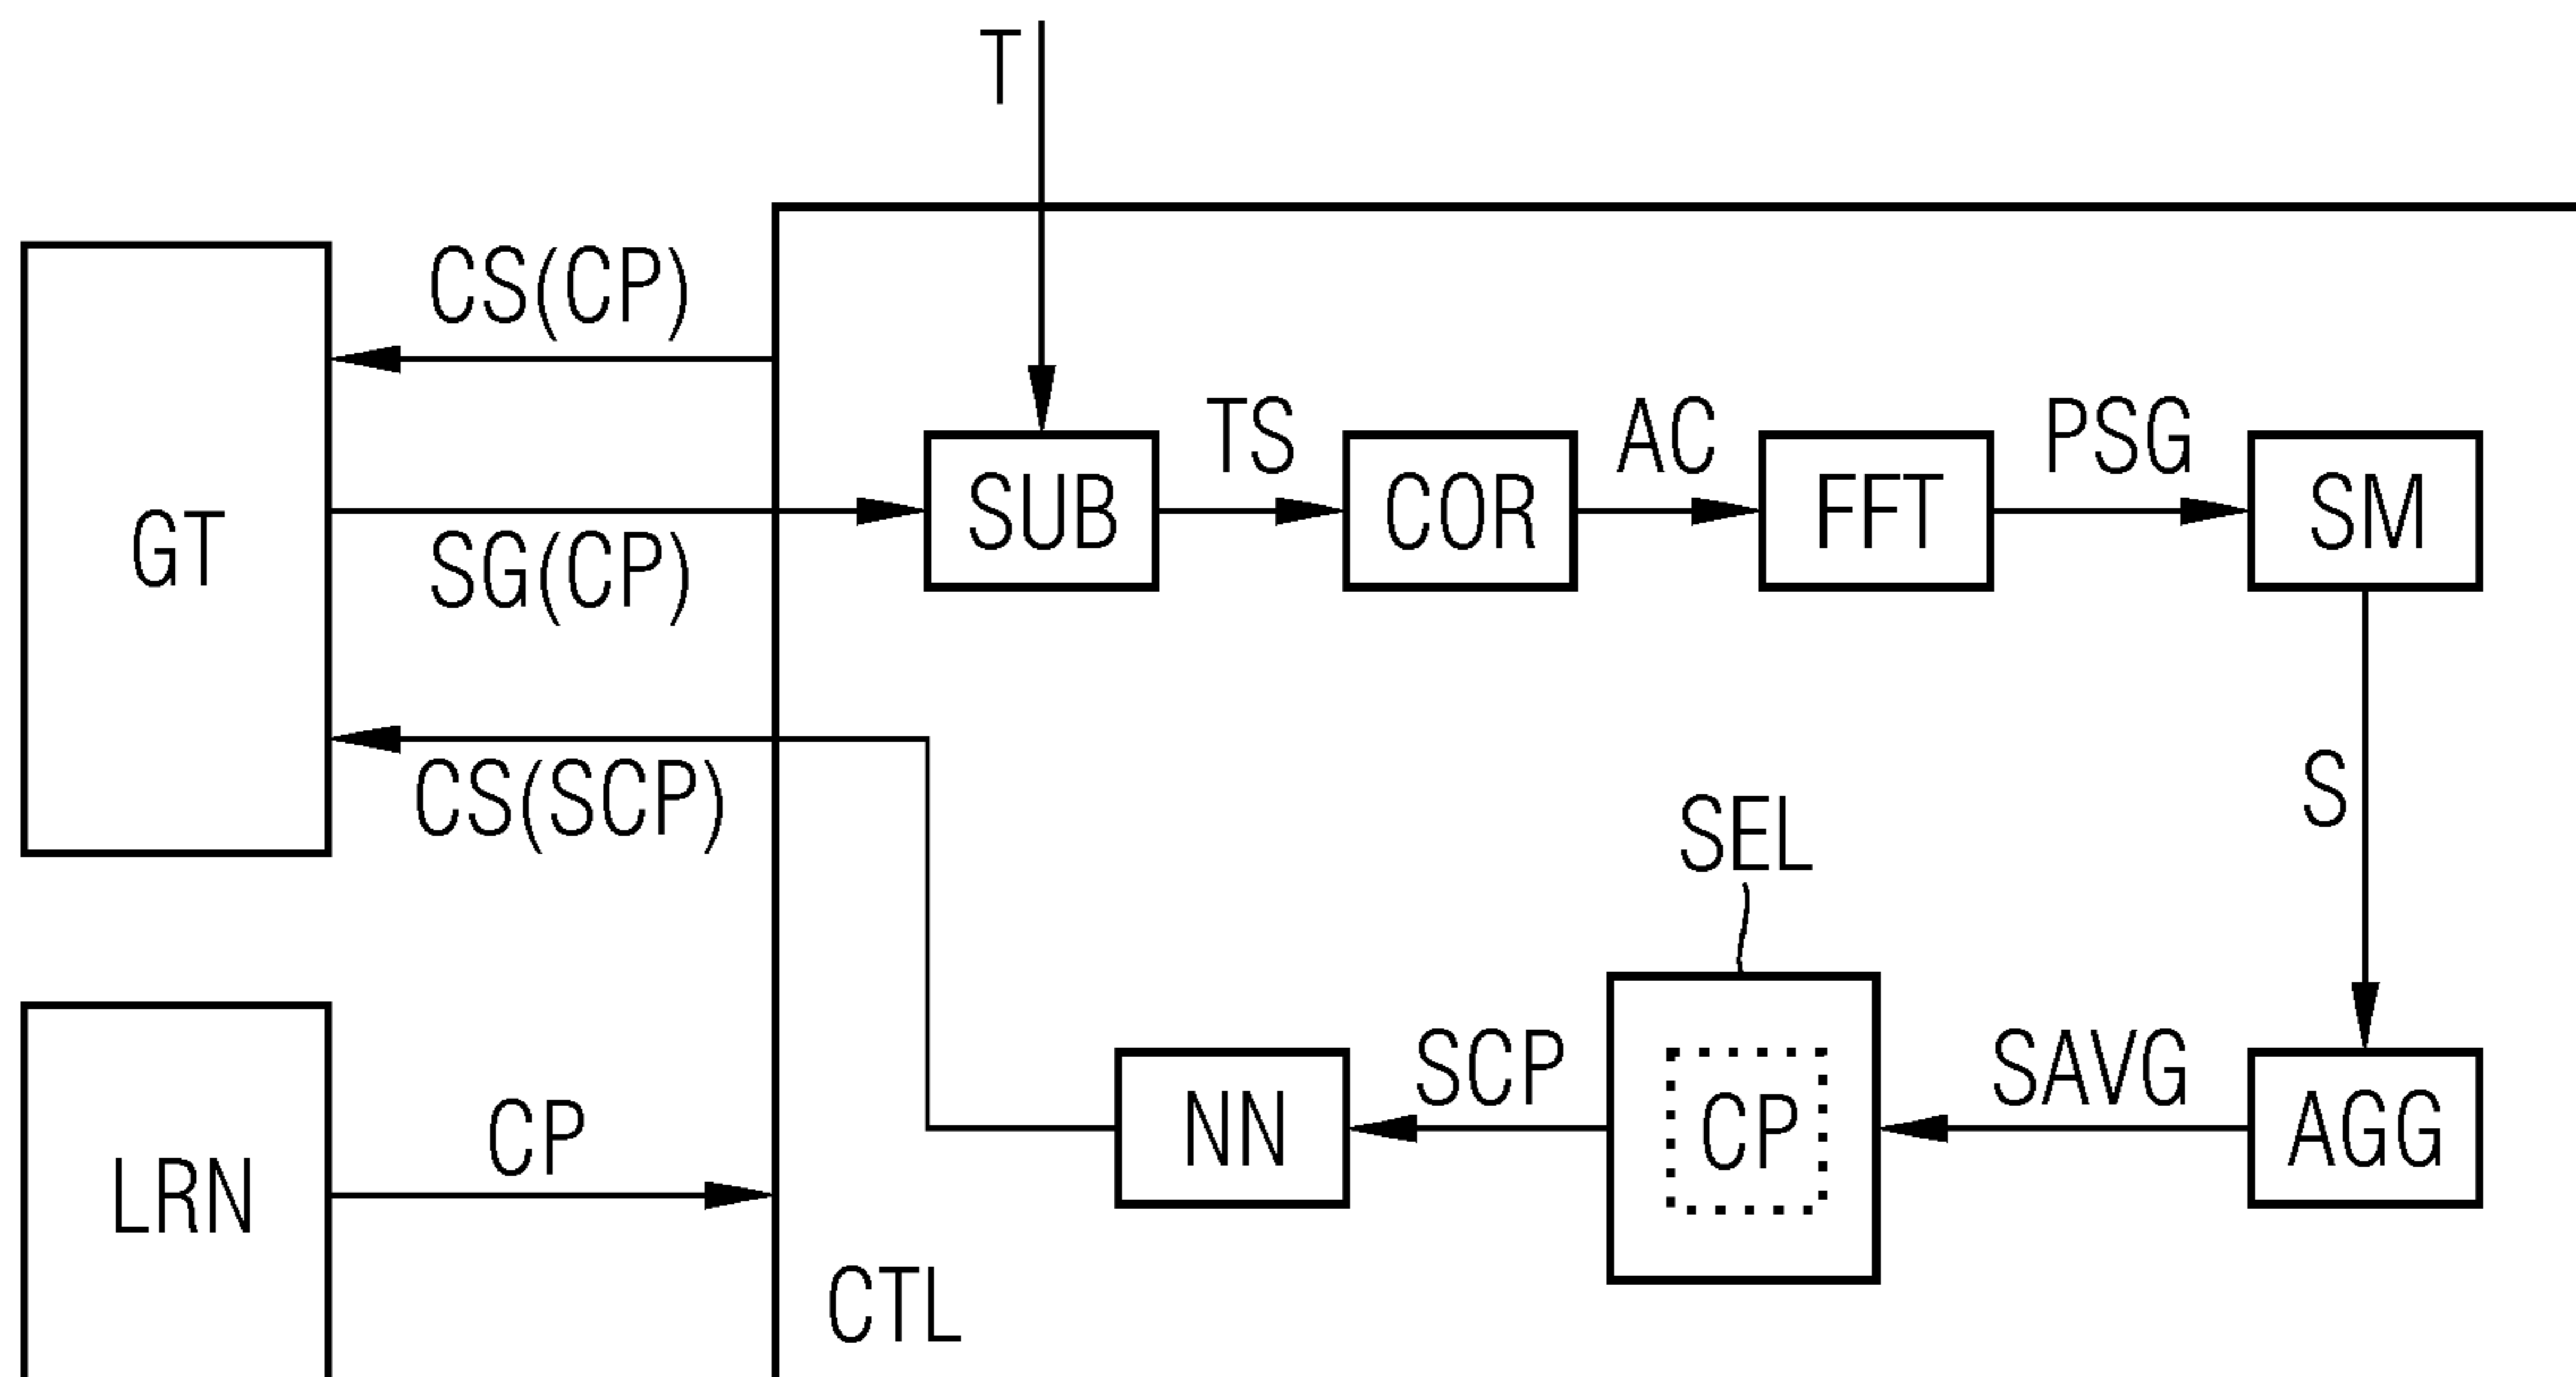 T
CS(CP)
TS
AC
PSG
GT
SUB
COR
FFT
SM
SG(CP)
CS(SCP)
SEL
S
SCP
SAVG
CP
NN
CP
AGG
LRN
CTL